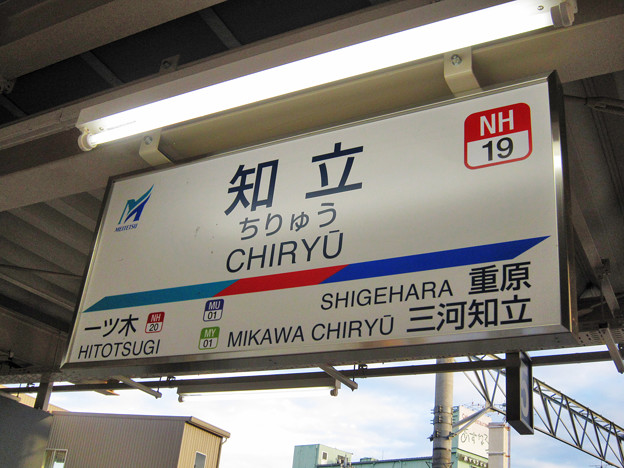 NH
19
知立
ちりゅう
CHIRYŪ
MEITETSU
一ツ木
HITOTSUGI
NH
20
MU
01
SHIGEHARA 重原
MY
01
MIKAWA CHIRYŪ 三河知立